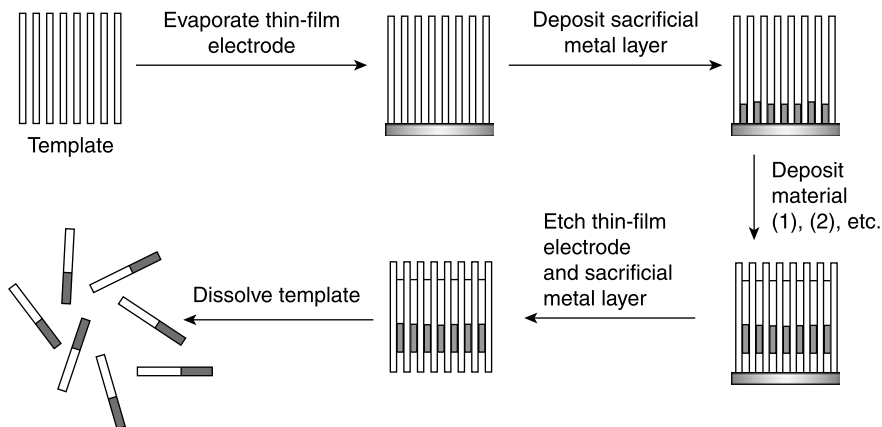 Evaporate thin-film
electrode
Deposit sacrificial
metal layer
Template
Deposit
material
(1), (2), etc.
Etch thin-film
electrode
and sacrificial
metal layer
Dissolve template